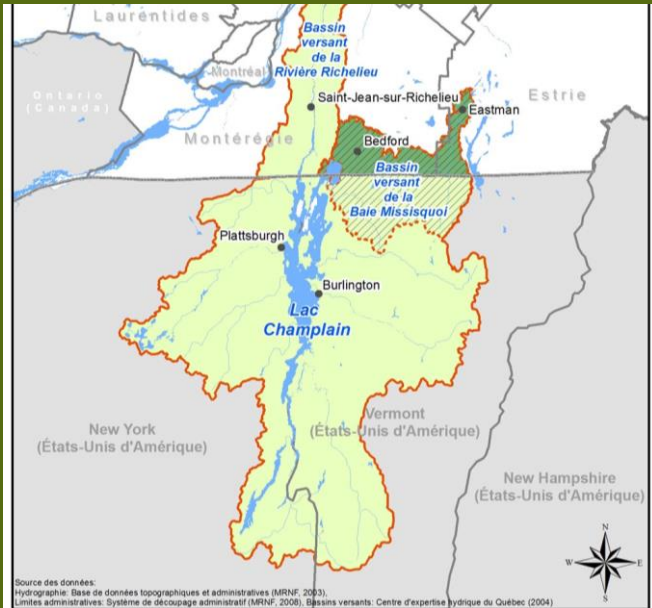 Laurentides
Bassin
versant
de la
Rivière Richelieu
Montréal
Ontario
(Canada)
Saint-Jean-sur-Richelieu
Estrie
Eastman
Montérégie
Bedford
Bassin
versant
de la
Baie Missisquoi
Plattsburgh
Burlington
Lac
Champlain
New York
(États-Unis d'Amérique)
Vermont
(États-Unis d'Amérique)
New Hampshire
(États-Unis d'Amérique)
N
W
E
S
Source des données:
Hydrographie: Base de données topographiques et administratives (MRNF, 2003),
Limites administratives: Système de découpage administratif (MRNF, 2008), Bassins versants: Centre d'expertise hydrique du Québec (2004)